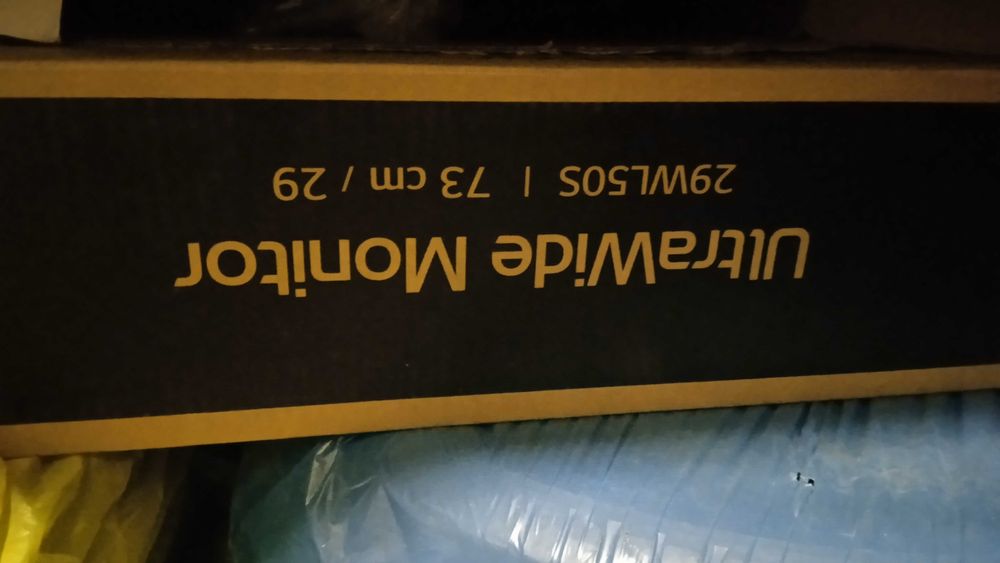 UltraWide Monitor
29WL50S | 73 cm / 29